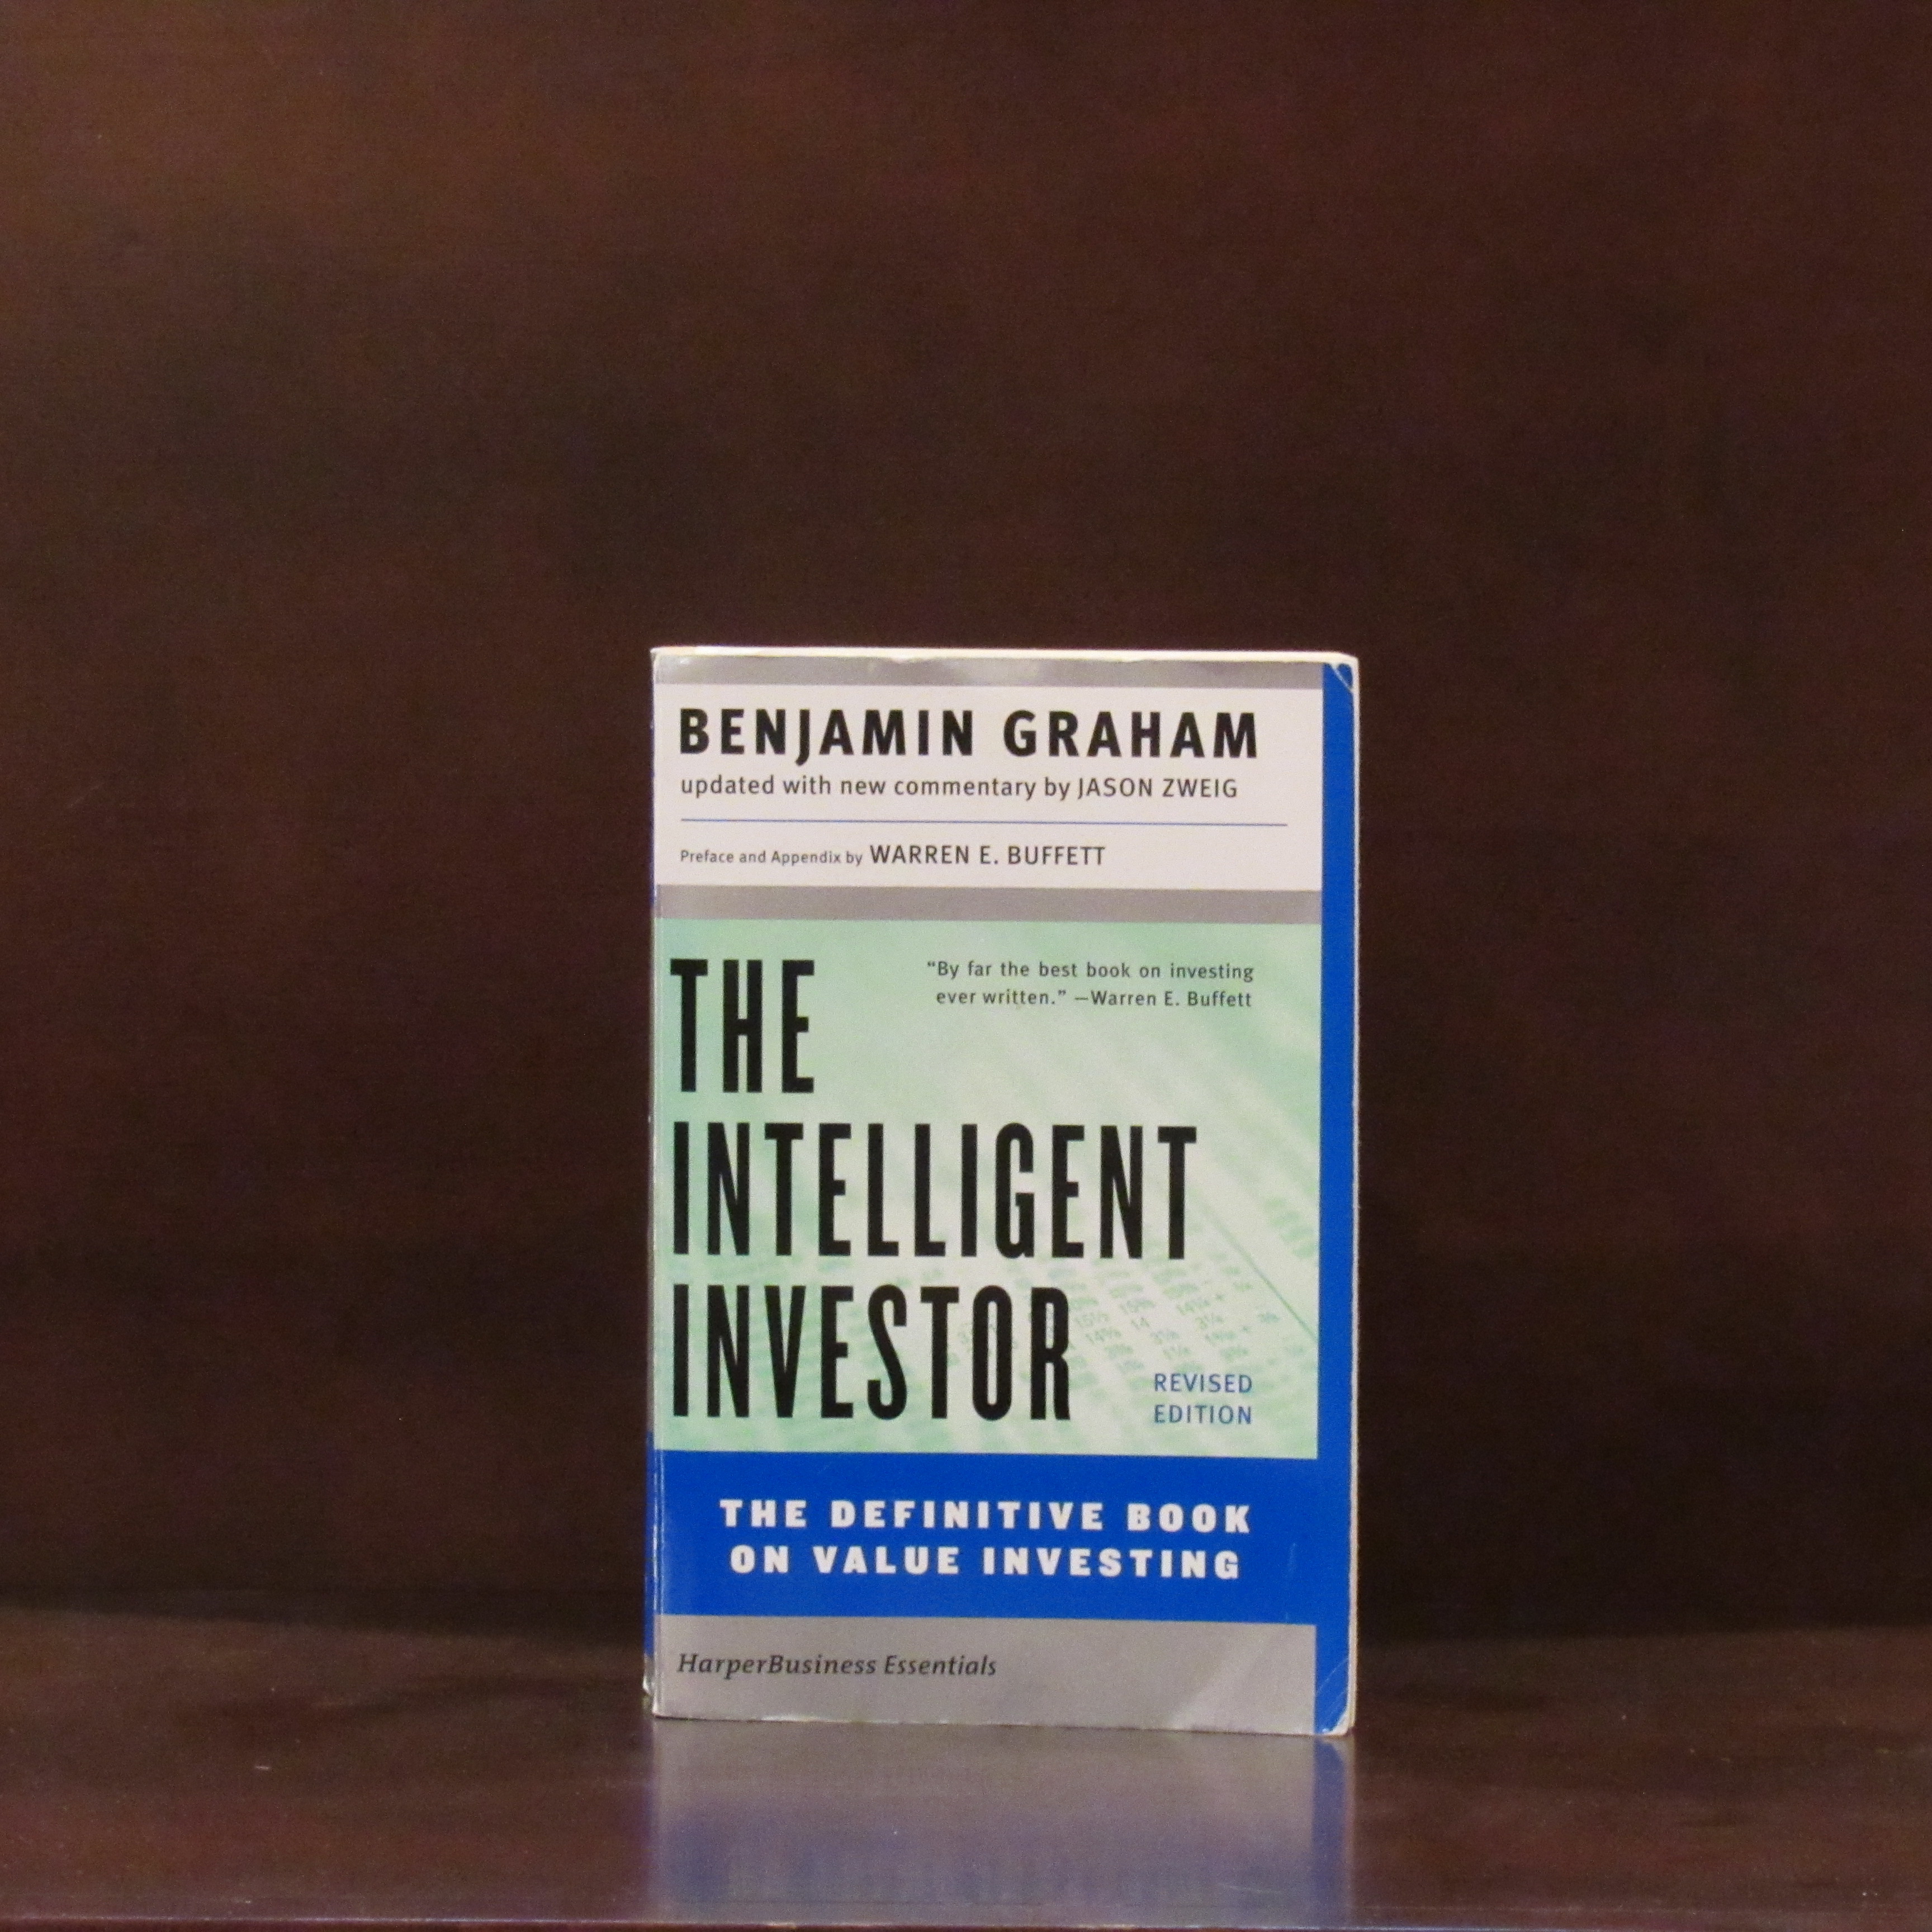 BENJAMIN GRAHAM
updated with new commentary by JASON ZWEIG
Preface and Appendix by WARREN E. BUFFETT
THE
“By far the best book on investing
ever written.” —Warren E. Buffett
INTELLIGENT
INVESTOR
REVISED
EDITION
THE DEFINITIVE BOOK
ON VALUE INVESTING
HarperBusiness Essentials